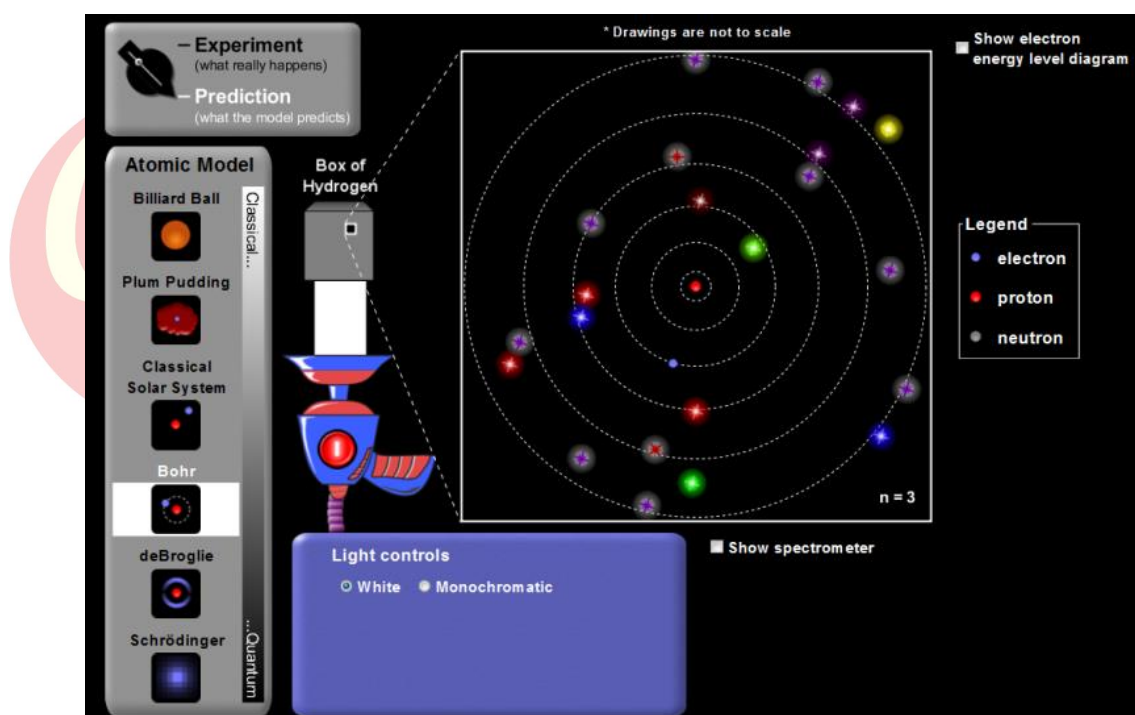 * Drawings are not to scale
Show electron
energy level diagram
Experiment
(what really happens)
Prediction
(what the model predicts)
Atomic Model
Billiard Ball
Plum Pudding
Classical
Solar System
Bohr
deBroglie
Schrödinger
Classical...
...Quantum
Box of
Hydrogen
Legend
electron
proton
neutron
n = 3
Show spectrometer
Light controls
White
Monochromatic